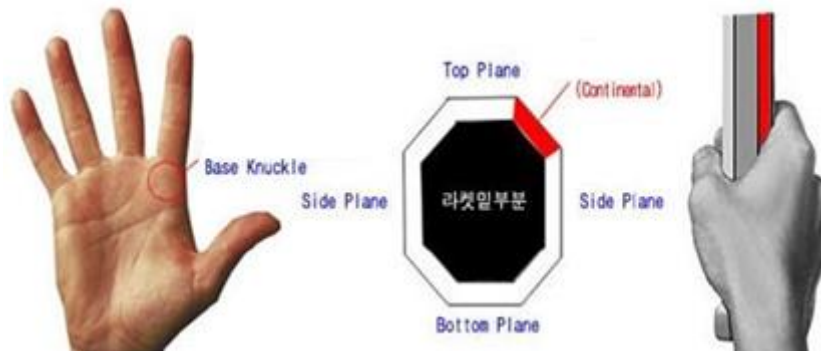 Top Plane
(Continental)
Base Knuckle
Side Plane
라켓밑부분
Side Plane
Bottom Plane